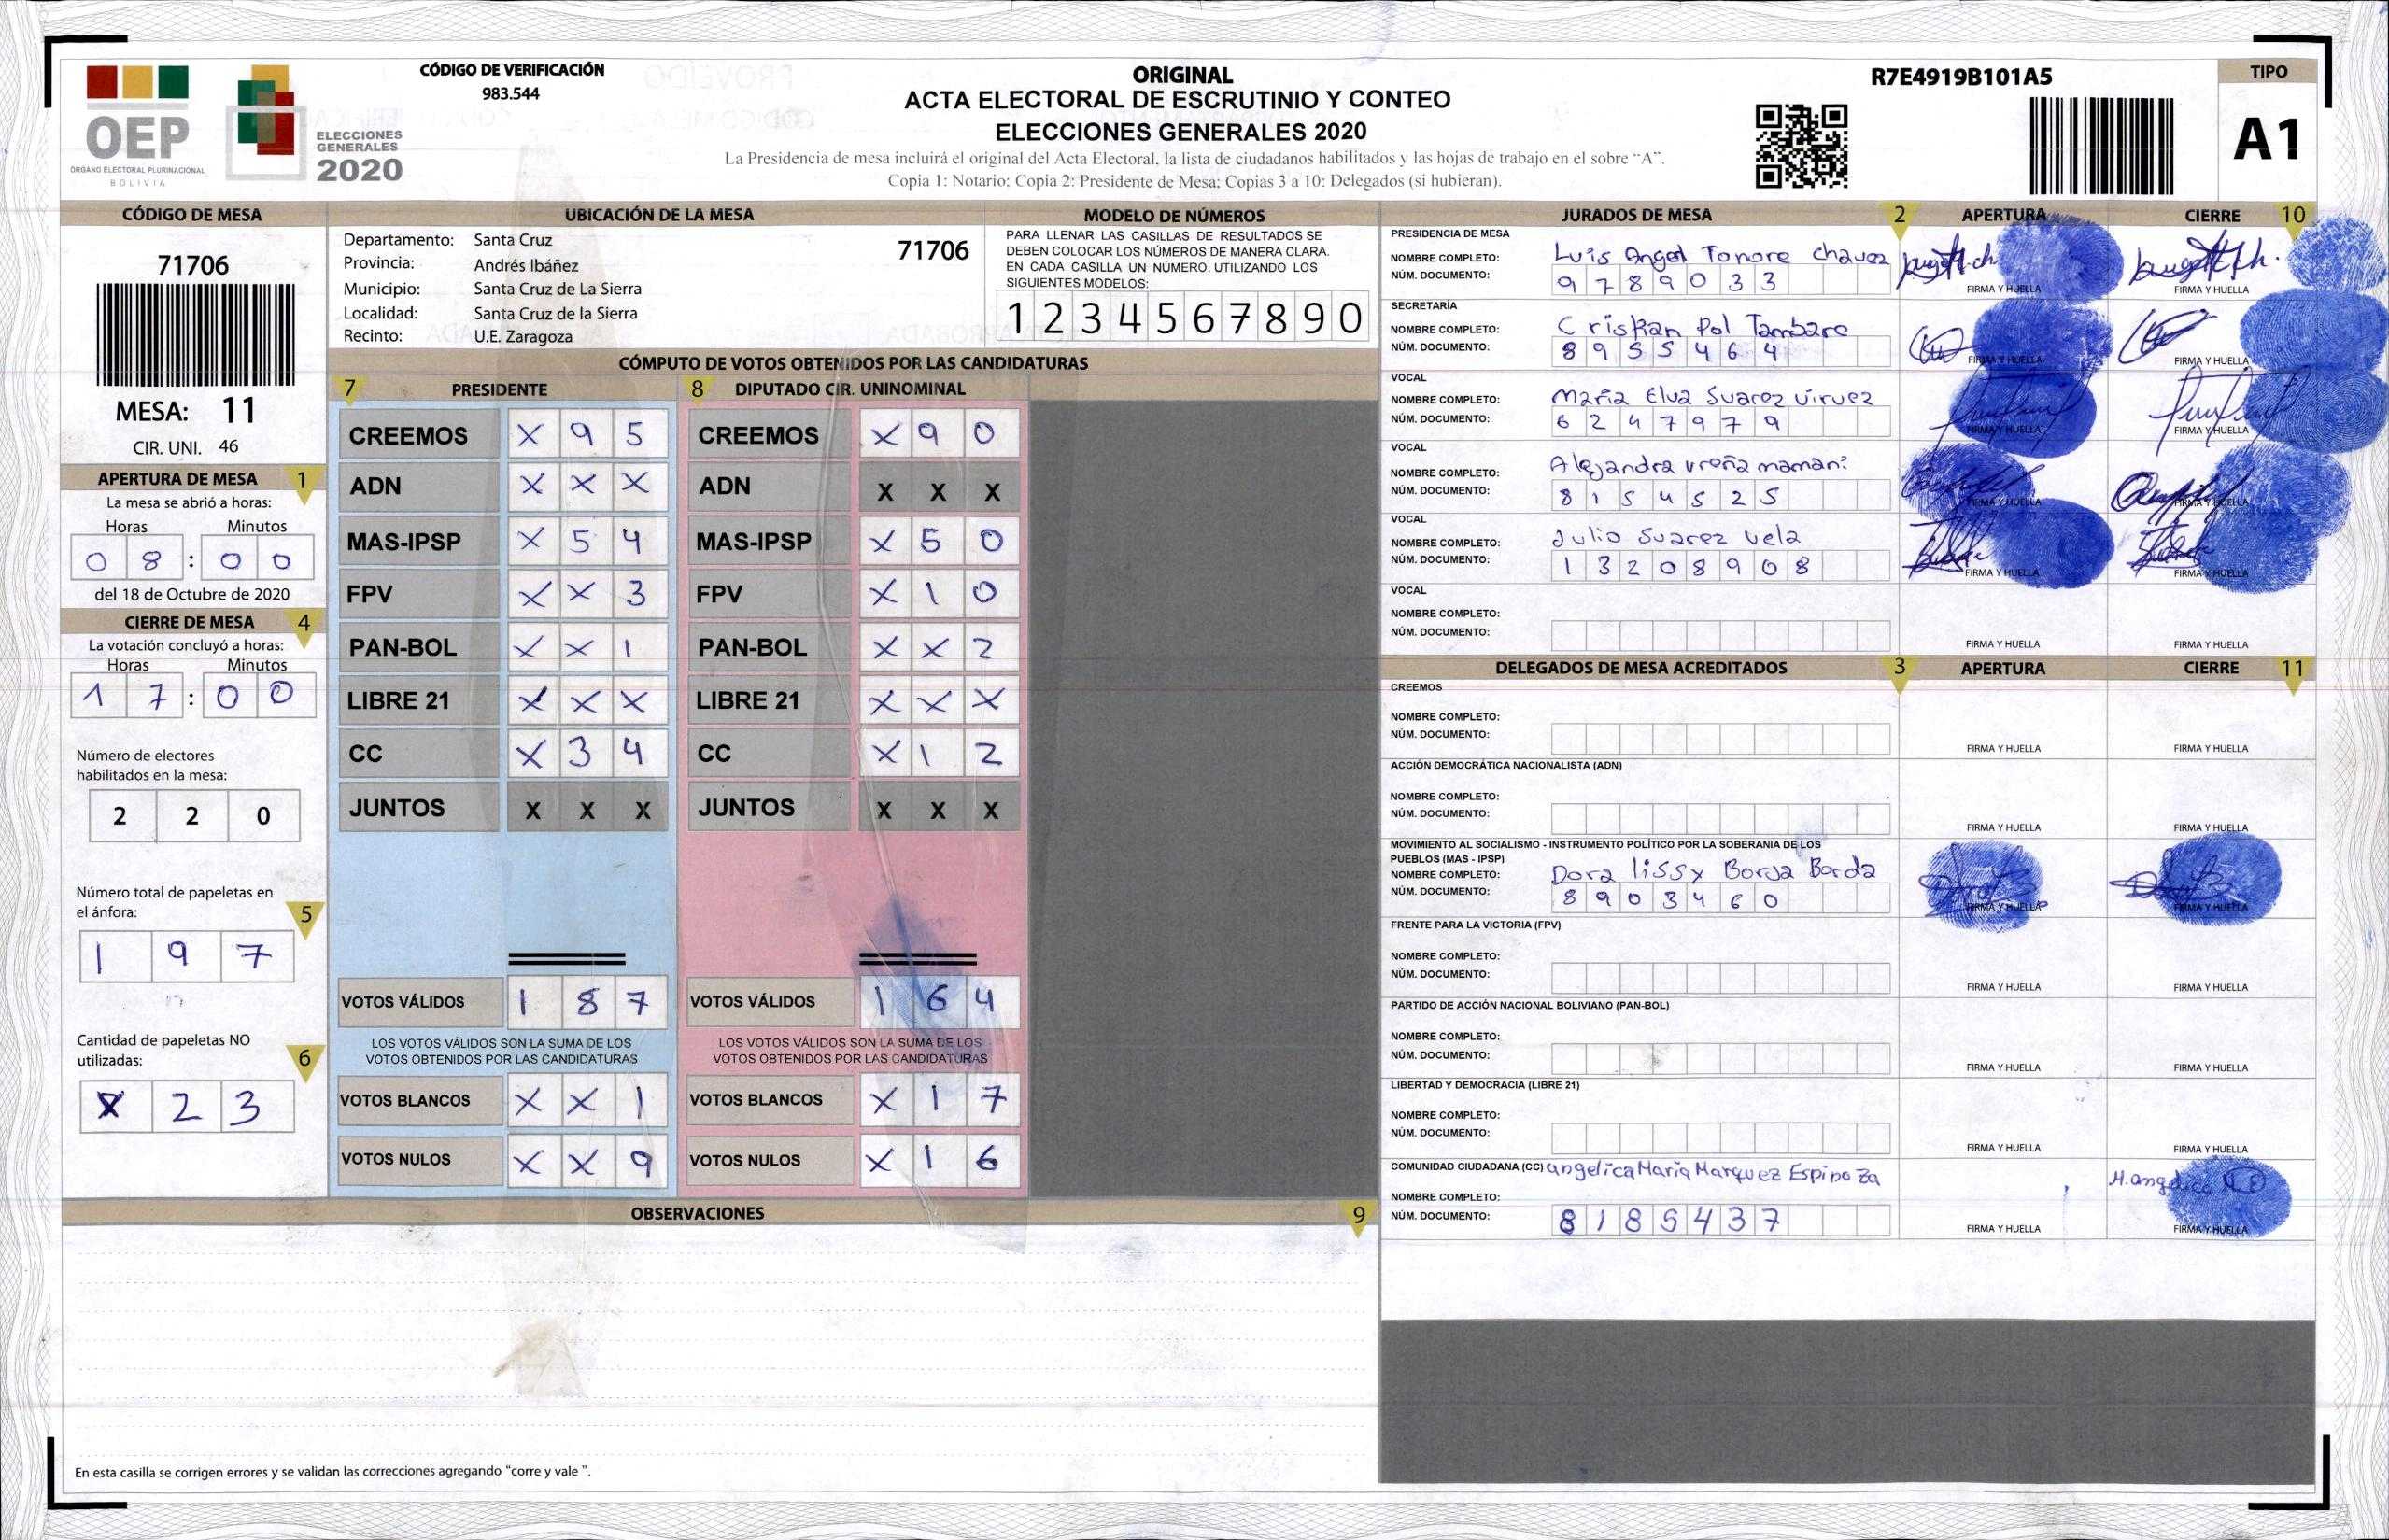 CÓDIGO DE VERIFICACIÓN
983.544
OEP
ÓRGANO ELECTORAL PLURINACIONAL
BOLIVIA
ELECCIONES
GENERALES
2020
ORIGINAL
ACTA ELECTORAL DE ESCRUTINIO Y CONTEO
ELECCIONES GENERALES 2020
La Presidencia de mesa incluirá el original del Acta Electoral, la lista de ciudadanos habilitados y las hojas de trabajo en el sobre “A”.
Copia 1: Notario; Copia 2: Presidente de Mesa; Copias 3 a 10: Delegados (si hubieran).
R7E4919B101A5
TIPO
A1
CÓDIGO DE MESA
71706
MESA: 11
CIR. UNI. 46
APERTURA DE MESA 1
La mesa se abrió a horas:
Horas Minutos
0 8 : 0 0
del 18 de Octubre de 2020
CIERRE DE MESA 4
La votación concluyó a horas:
Horas Minutos
1 7 : 0 0
Número de electores
habilitados en la mesa:
2 2 0
Número total de papeletas en
el ánfora: 5
1 9 7
Cantidad de papeletas NO
utilizadas: 6
X 2 3
UBICACIÓN DE LA MESA
Departamento: Santa Cruz
71706
Provincia: Andrés Ibáñez
Municipio: Santa Cruz de La Sierra
Localidad: Santa Cruz de la Sierra
Recinto: U.E. Zaragoza
MODELO DE NÚMEROS
PARA LLENAR LAS CASILLAS DE RESULTADOS SE
DEBEN COLOCAR LOS NÚMEROS DE MANERA CLARA.
EN CADA CASILLA UN NÚMERO, UTILIZANDO LOS
SIGUIENTES MODELOS:
1 2 3 4 5 6 7 8 9 0
CÓMPUTO DE VOTOS OBTENIDOS POR LAS CANDIDATURAS
7 PRESIDENTE
CREEMOS X 9 5
ADN X X X
MAS-IPSP X 5 4
FPV X X 3
PAN-BOL X X 1
LIBRE 21 X X X
CC X 3 4
JUNTOS X X X
VOTOS VÁLIDOS 1 8 7
LOS VOTOS VÁLIDOS SON LA SUMA DE LOS
VOTOS OBTENIDOS POR LAS CANDIDATURAS
VOTOS BLANCOS X X 1
VOTOS NULOS X X 9
8 DIPUTADO CIR. UNINOMINAL
CREEMOS X 9 0
ADN X X X
MAS-IPSP X 5 0
FPV X 1 0
PAN-BOL X X 2
LIBRE 21 X X X
CC X 1 2
JUNTOS X X X
VOTOS VÁLIDOS 1 6 4
LOS VOTOS VÁLIDOS SON LA SUMA DE LOS
VOTOS OBTENIDOS POR LAS CANDIDATURAS
VOTOS BLANCOS X 1 7
VOTOS NULOS X 1 6
OBSERVACIONES 9
En esta casilla se corrigen errores y se validan las correcciones agregando “corre y vale ”.
JURADOS DE MESA 2 APERTURA CIERRE 10
PRESIDENCIA DE MESA
NOMBRE COMPLETO: Luis Angel Tonore Chavez
NÚM. DOCUMENTO: 9 7 8 9 0 3 3
FIRMA Y HUELLA FIRMA Y HUELLA
SECRETARÍA
NOMBRE COMPLETO: Cristian Pol Tambare
NÚM. DOCUMENTO: 8 9 5 5 4 6 4
FIRMA Y HUELLA FIRMA Y HUELLA
VOCAL
NOMBRE COMPLETO: Maria Elva Suarez Viruez
NÚM. DOCUMENTO: 6 2 4 7 9 7 9
FIRMA Y HUELLA FIRMA Y HUELLA
VOCAL
NOMBRE COMPLETO: Alejandra Ureña mamani
NÚM. DOCUMENTO: 8 1 5 4 5 2 5
FIRMA Y HUELLA FIRMA Y HUELLA
VOCAL
NOMBRE COMPLETO: Julio Suarez Vela
NÚM. DOCUMENTO: 1 3 2 0 8 9 0 8
FIRMA Y HUELLA FIRMA Y HUELLA
VOCAL
NOMBRE COMPLETO:
NÚM. DOCUMENTO:
FIRMA Y HUELLA FIRMA Y HUELLA
DELEGADOS DE MESA ACREDITADOS 3 APERTURA CIERRE 11
CREEMOS
NOMBRE COMPLETO:
NÚM. DOCUMENTO:
FIRMA Y HUELLA FIRMA Y HUELLA
ACCIÓN DEMOCRÁTICA NACIONALISTA (ADN)
NOMBRE COMPLETO:
NÚM. DOCUMENTO:
FIRMA Y HUELLA FIRMA Y HUELLA
MOVIMIENTO AL SOCIALISMO - INSTRUMENTO POLÍTICO POR LA SOBERANIA DE LOS
PUEBLOS (MAS - IPSP)
NOMBRE COMPLETO: Dora lissy Borja Borda
NÚM. DOCUMENTO: 8 9 0 3 4 6 0
FIRMA Y HUELLA FIRMA Y HUELLA
FRENTE PARA LA VICTORIA (FPV)
NOMBRE COMPLETO:
NÚM. DOCUMENTO:
FIRMA Y HUELLA FIRMA Y HUELLA
PARTIDO DE ACCIÓN NACIONAL BOLIVIANO (PAN-BOL)
NOMBRE COMPLETO:
NÚM. DOCUMENTO:
FIRMA Y HUELLA FIRMA Y HUELLA
LIBERTAD Y DEMOCRACIA (LIBRE 21)
NOMBRE COMPLETO:
NÚM. DOCUMENTO:
FIRMA Y HUELLA FIRMA Y HUELLA
COMUNIDAD CIUDADANA (CC) angelica Maria Marquez Espinoza
NOMBRE COMPLETO:
NÚM. DOCUMENTO: 8 1 8 5 4 3 7
M. angelica
FIRMA Y HUELLA FIRMA Y HUELLA